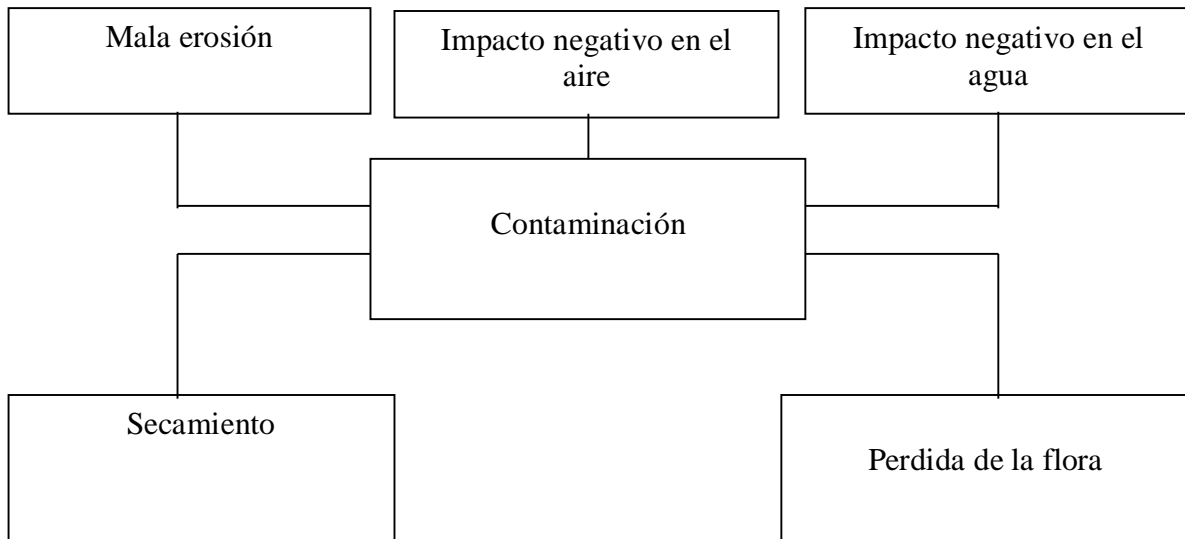 Mala erosión
Impacto negativo en el
aire
Impacto negativo en el
agua
Contaminación
Secamiento
Perdida de la flora